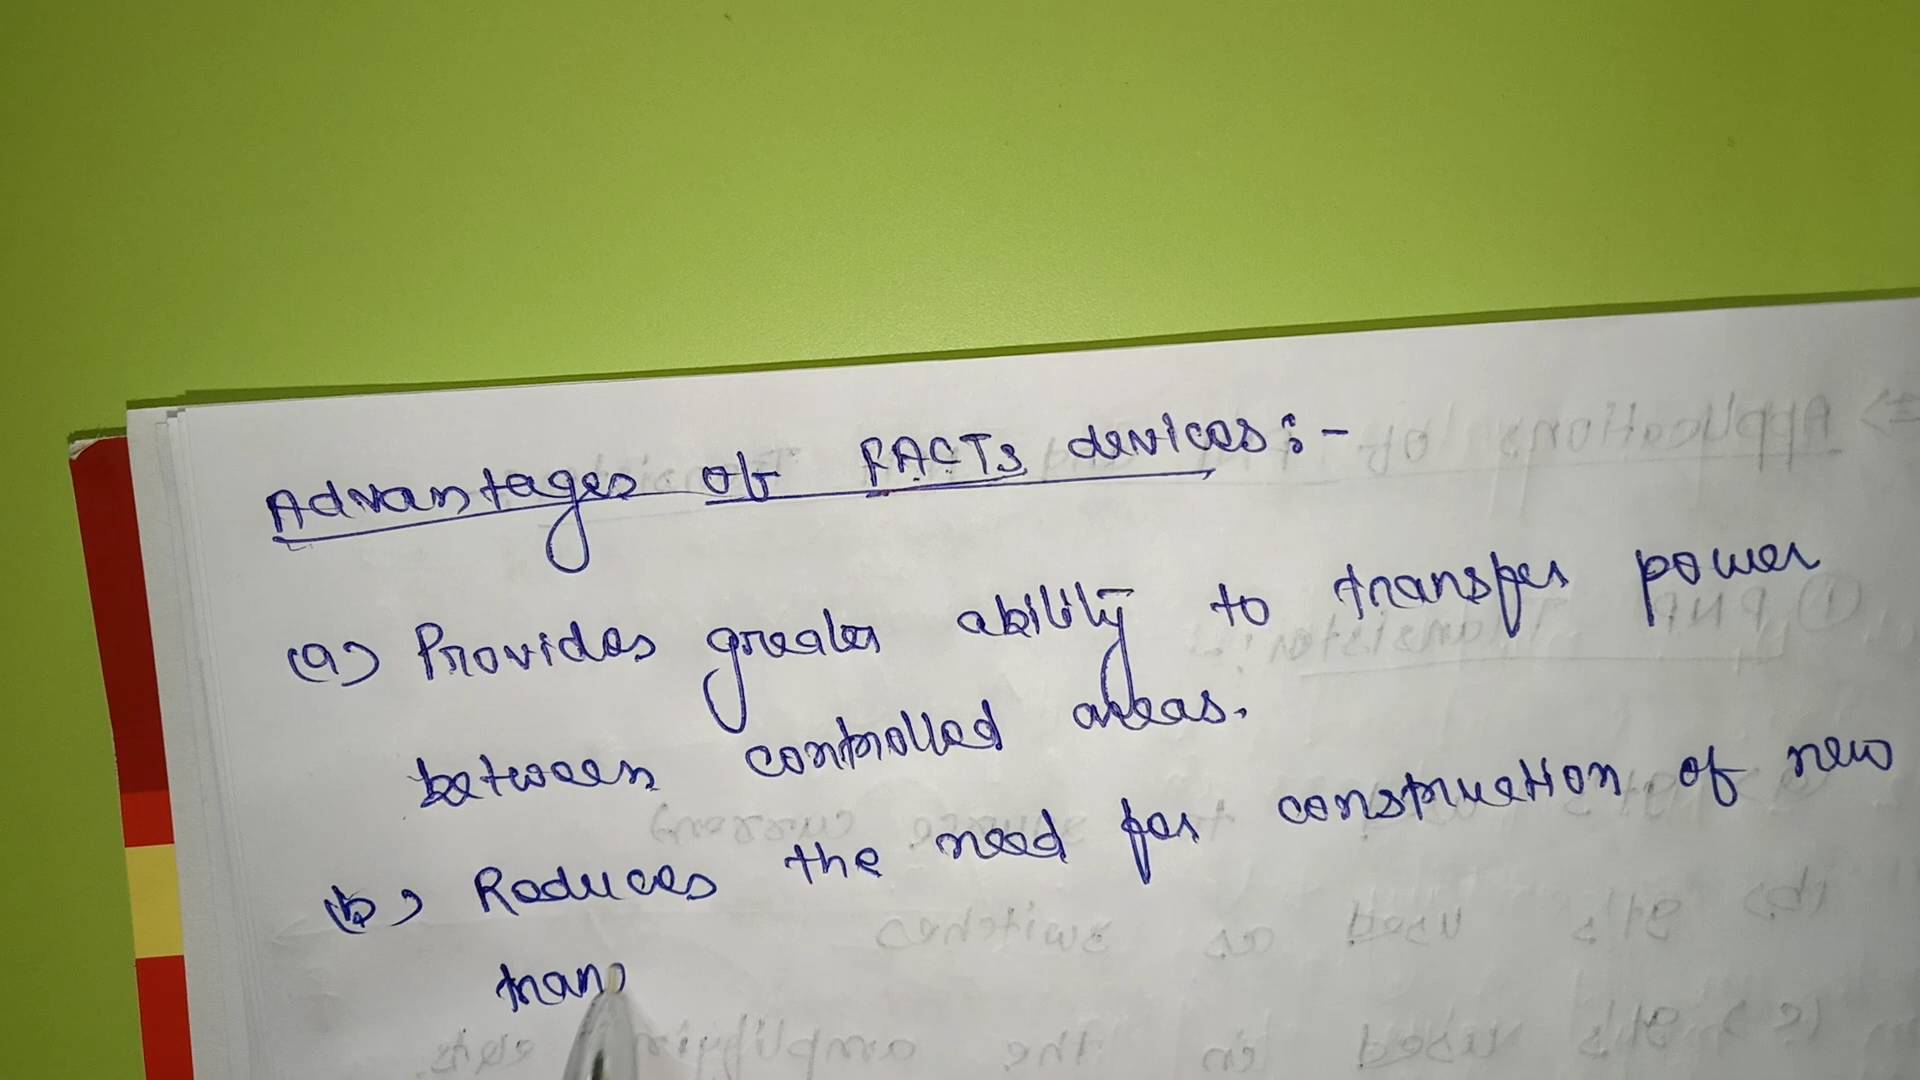 Advantages of FACTs devices:-
(a) Provides greater ability to transfer power
between controlled areas.
(b) Reduces the need for construction of new
trans